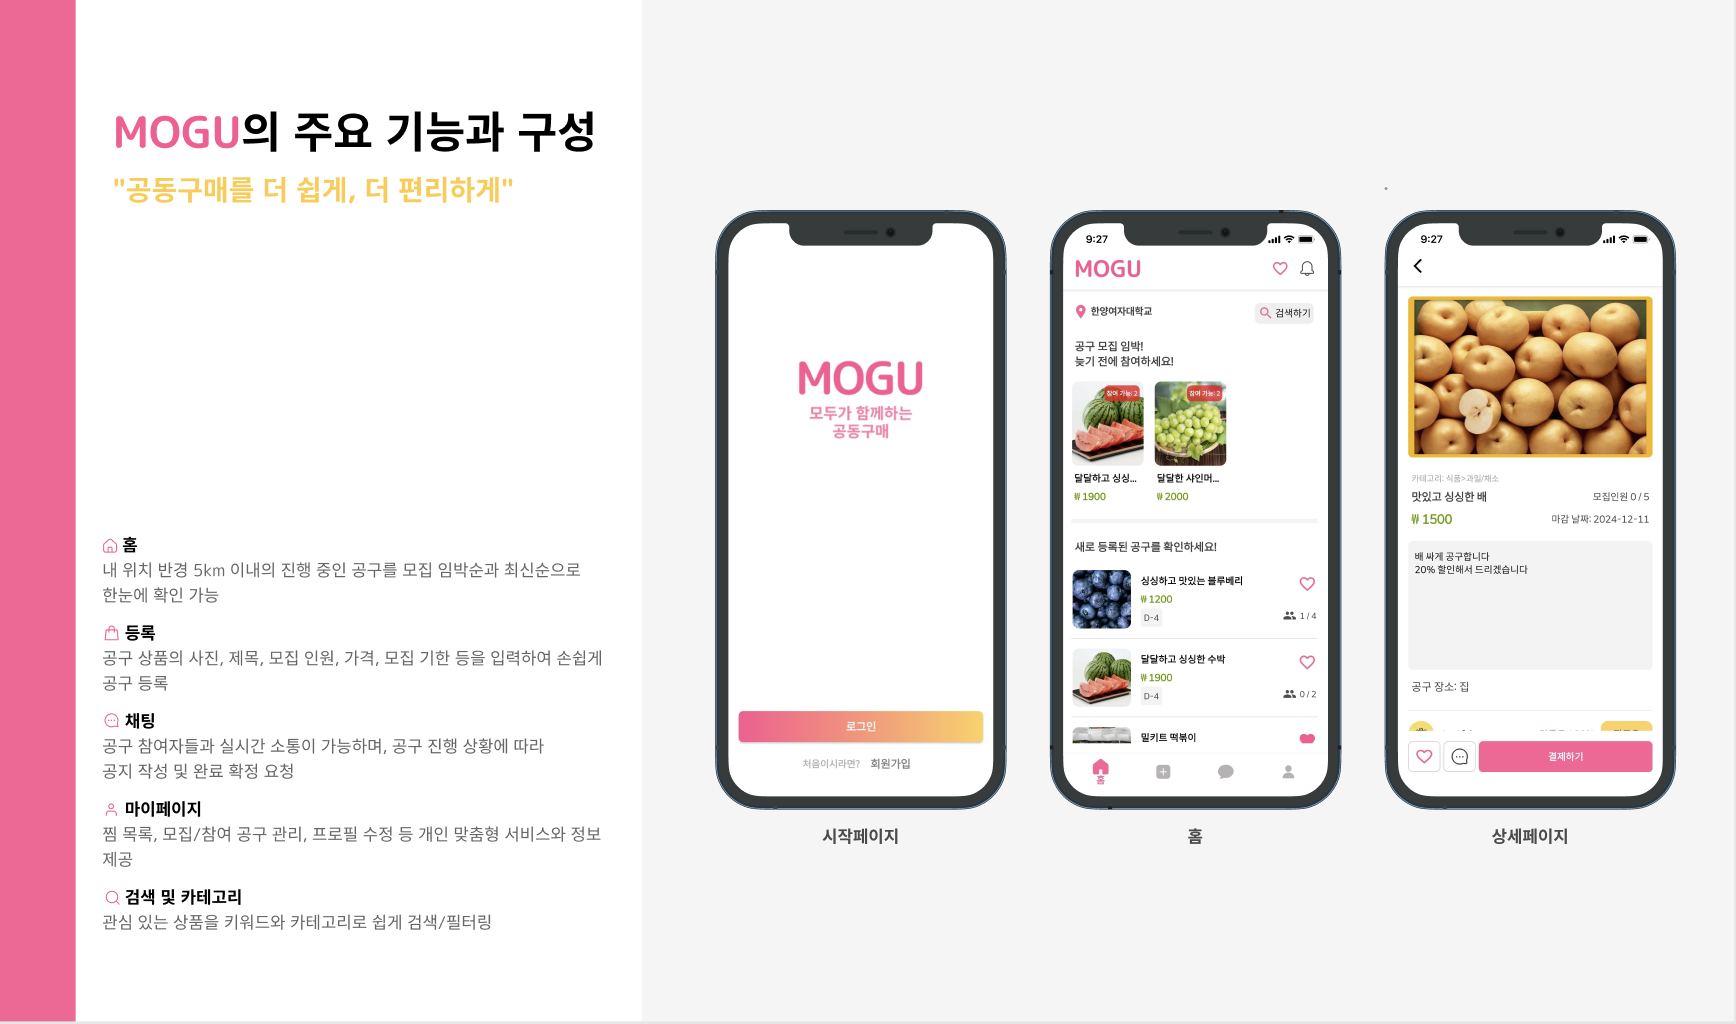 MOGU의 주요 기능과 구성
"공동구매를 더 쉽게, 더 편리하게"
홈
내 위치 반경 5km 이내의 진행 중인 공구를 모집 임박순과 최신순으로
한눈에 확인 가능
등록
공구 상품의 사진, 제목, 모집 인원, 가격, 모집 기한 등을 입력하여 손쉽게
공구 등록
채팅
공구 참여자들과 실시간 소통이 가능하며, 공구 진행 상황에 따라
공지 작성 및 완료 확정 요청
마이페이지
찜 목록, 모집/참여 공구 관리, 프로필 수정 등 개인 맞춤형 서비스와 정보
제공
검색 및 카테고리
관심 있는 상품을 키워드와 카테고리로 쉽게 검색/필터링
MOGU
모두가 함께하는
공동구매
로그인
처음이시라면? 회원가입
시작페이지
9:27
MOGU
한양여자대학교 검색하기
공구 모집 임박!
늦기 전에 참여하세요!
참여 가능! 2 참여 가능! 2
달달하고 싱싱... 달달한 샤인머...
₩1900 ₩2000
새로 등록된 공구를 확인하세요!
싱싱하고 맛있는 블루베리
₩1200
D-4 1 / 4
달달하고 싱싱한 수박
₩1900
D-4 0 / 2
밀키트 떡볶이
홈
홈
9:27
카테고리: 식품>과일/채소
맛있고 싱싱한 배 모집인원 0 / 5
₩1500 마감 날짜: 2024-12-11
배 싸게 공구합니다
20% 할인해서 드리겠습니다
공구 장소: 집
결제하기
상세페이지